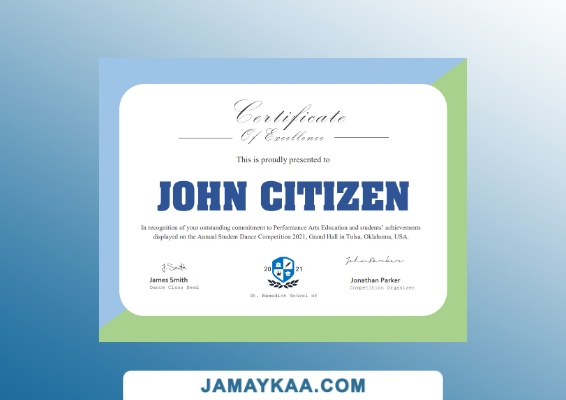 Certificate
Of Excellence
This is proudly presented to
JOHN CITIZEN
In recognition of your outstanding commitment to Performance Arts Education and students' achievements
displayed on the Annual Student Dance Competition 2021, Grand Hall in Tulsa, Oklahoma, USA.
J Smith
John Parker
20 21
James Smith
Dance Class Head
Jonathan Parker
Competition Organizer
St. Benedict School of
JAMAYKAA.COM